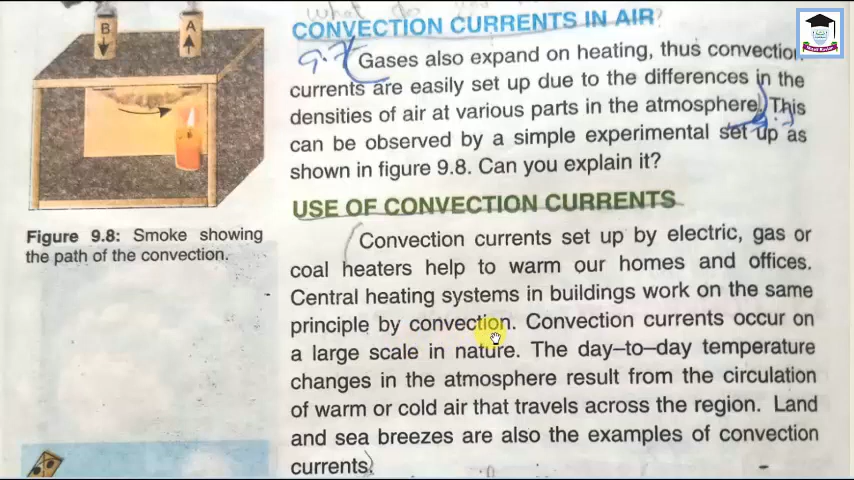 What do you
CONVECTION CURRENTS IN AIR ?
9.7
Gases also expand on heating, thus convection
currents are easily set up due to the differences in the
densities of air at various parts in the atmosphere. This
can be observed by a simple experimental set up as
shown in figure 9.8. Can you explain it?
B
A
Figure 9.8: Smoke showing
the path of the convection.
USE OF CONVECTION CURRENTS
Convection currents set up by electric, gas or
coal heaters help to warm our homes and offices.
Central heating systems in buildings work on the same
principle by convection. Convection currents occur on
a large scale in nature. The day–to–day temperature
changes in the atmosphere result from the circulation
of warm or cold air that travels across the region. Land
and sea breezes are also the examples of convection
currents.